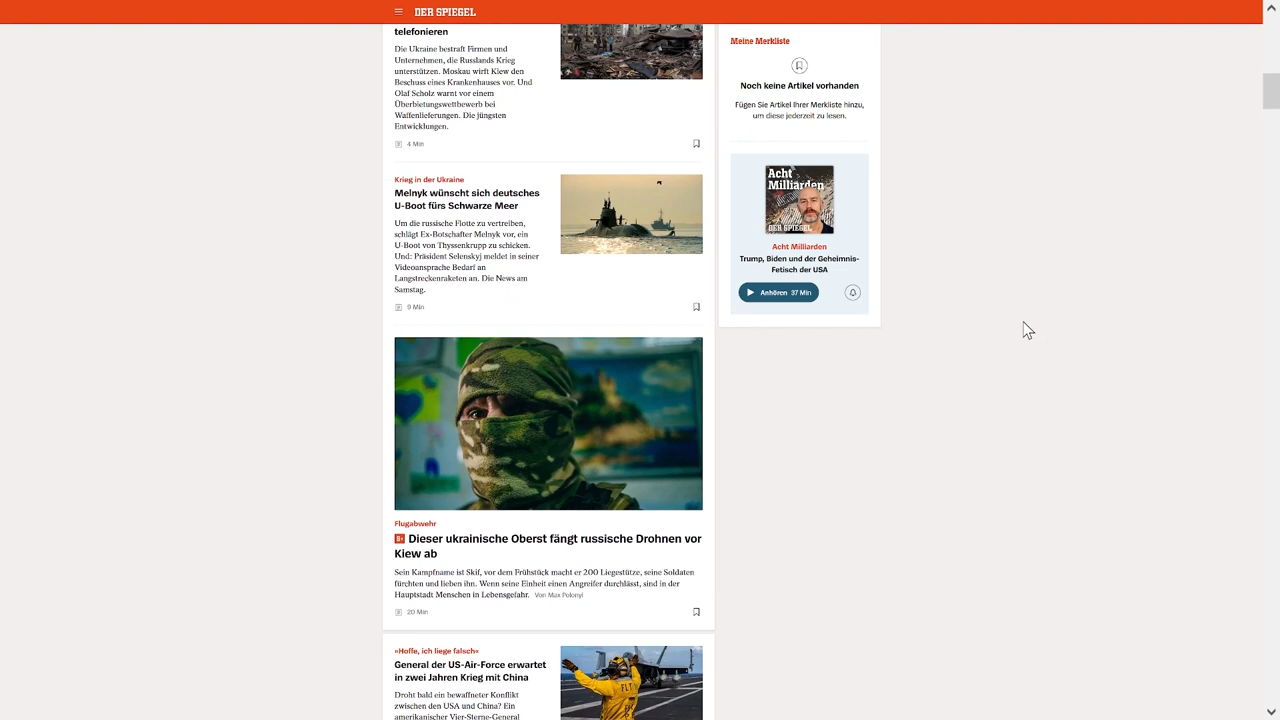 DER SPIEGEL
telefonieren
Die Ukraine bestraft Firmen und
Unternehmen, die Russlands Krieg
unterstützen. Moskau wirft Kiew den
Beschuss eines Krankenhauses vor. Und
Olaf Scholz warnt vor einem
Überbietungswettbewerb bei
Waffenlieferungen. Die jüngsten
Entwicklungen.
4 Min
Krieg in der Ukraine
Melnyk wünscht sich deutsches
U-Boot fürs Schwarze Meer
Um die russische Flotte zu vertreiben,
schlägt Ex-Botschafter Melnyk vor, ein
U-Boot von Thyssenkrupp zu schicken.
Und: Präsident Selenskyj meldet in seiner
Videoansprache Bedarf an
Langstreckenraketen an. Die News am
Samstag.
9 Min
Flugabwehr
S+ Dieser ukrainische Oberst fängt russische Drohnen vor
Kiew ab
Sein Kampfname ist Skif, vor dem Frühstück macht er 200 Liegestütze, seine Soldaten
fürchten und lieben ihn. Wenn seine Einheit einen Angreifer durchlässt, sind in der
Hauptstadt Menschen in Lebensgefahr. Von Max Polonyi
20 Min
»Hoffe, ich liege falsch«
General der US-Air-Force erwartet
in zwei Jahren Krieg mit China
Droht bald ein bewaffneter Konflikt
zwischen den USA und China? Ein
amerikanischer Vier-Sterne-General
FLT
Meine Merkliste
Noch keine Artikel vorhanden
Fügen Sie Artikel Ihrer Merkliste hinzu,
um diese jederzeit zu lesen.
Acht
Milliarden
DER SPIEGEL
Acht Milliarden
Trump, Biden und der Geheimnis-
Fetisch der USA
Anhören 37 Min